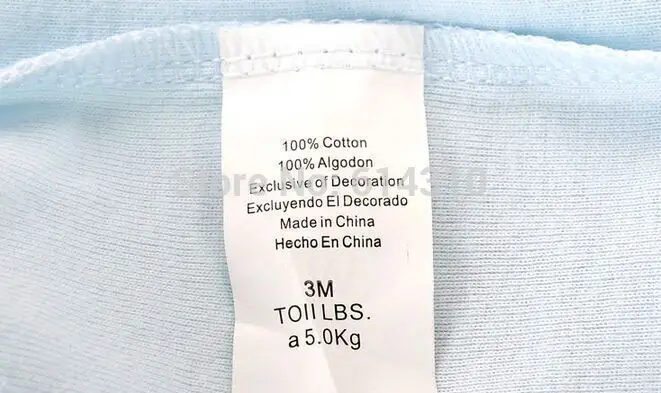 100% Cotton
100% Algodon
Exclusive of Decoration
Excluyendo El Decorado
Made in China
Hecho En China
3M
TO11 LBS.
a 5.0Kg